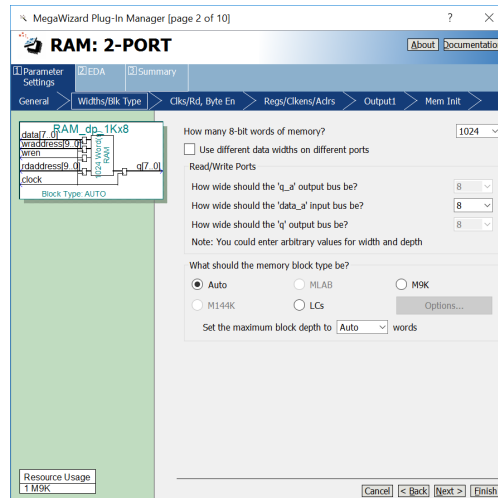 MegaWizard Plug-In Manager [page 2 of 10]
? X
RAM: 2-PORT
About Documentation
1 Parameter Settings 2 EDA 3 Summary
General Widths/Blk Type Clks/Rd, Byte En Regs/Clkens/Adrs Output1 Mem Init
RAM_dp_1Kx8
data[7..0]
wraddress[9..0]
wren
rdaddress[9..0]
clock
1024 Word(s)
RAM
q[7..0]
Block Type: AUTO
How many 8-bit words of memory? 1024
Use different data widths on different ports
Read/Write Ports
How wide should the 'q_a' output bus be? 8
How wide should the 'data_a' input bus be? 8
How wide should the 'q' output bus be? 8
Note: You could enter arbitrary values for width and depth
What should the memory block type be?
Auto MLAB M9K
M144K LCs Options...
Set the maximum block depth to Auto words
Resource Usage
1 M9K
Cancel < Back Next > Finish